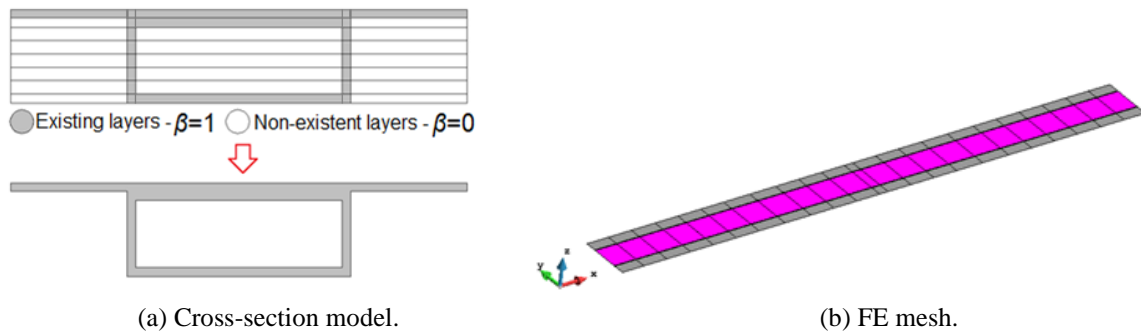 Existing layers - β=1 Non-existent layers - β=0
z
y
x
(a) Cross-section model.
(b) FE mesh.